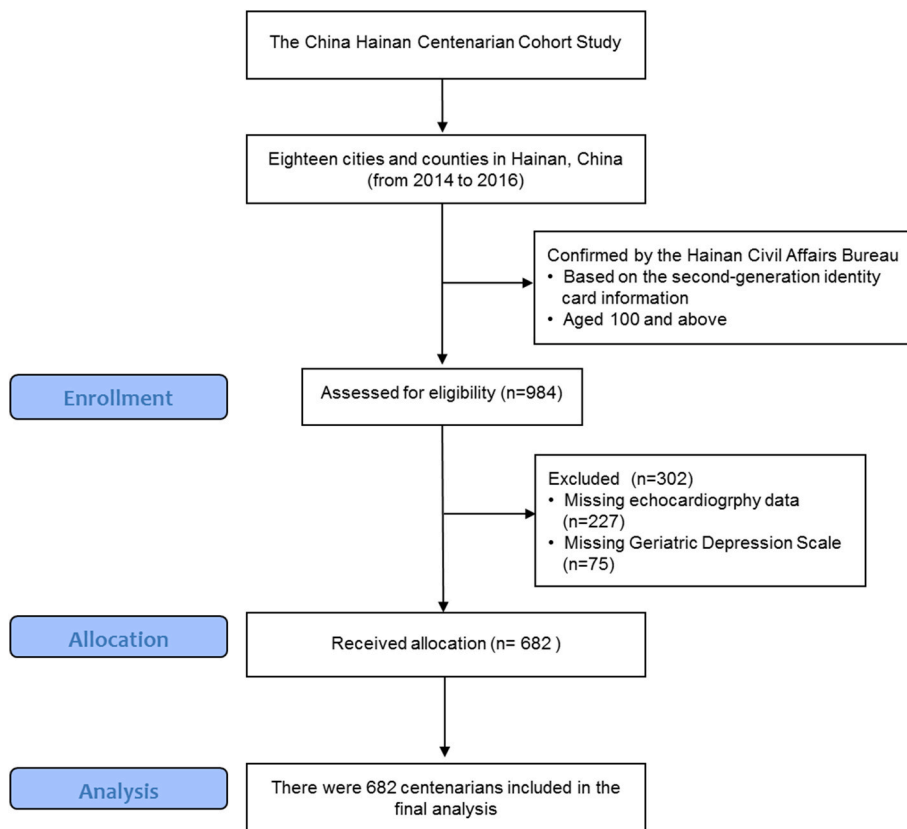 The China Hainan Centenarian Cohort Study
Eighteen cities and counties in Hainan, China
(from 2014 to 2016)
Confirmed by the Hainan Civil Affairs Bureau
• Based on the second-generation identity
card information
• Aged 100 and above
Enrollment
Assessed for eligibility (n=984)
Excluded (n=302)
• Missing echocardiogrphy data
(n=227)
• Missing Geriatric Depression Scale
(n=75)
Allocation
Received allocation (n= 682 )
Analysis
There were 682 centenarians included in the
final analysis